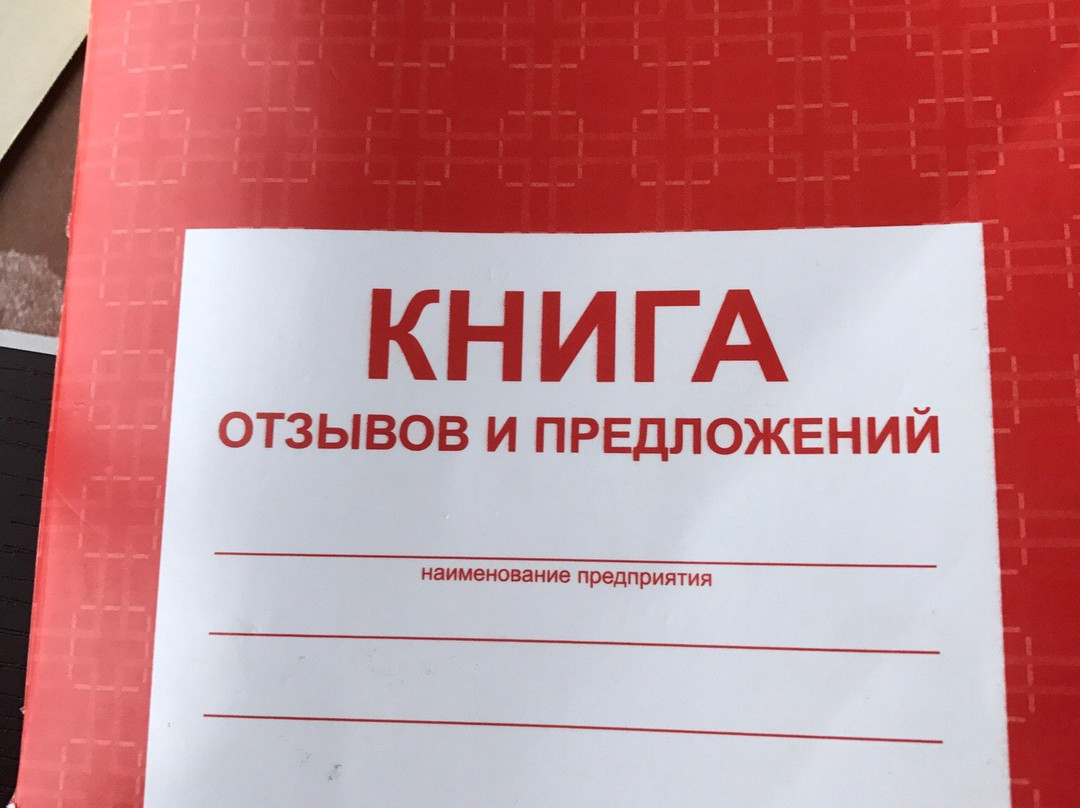 КНИГА
ОТЗЫВОВ И ПРЕДЛОЖЕНИЙ
наименование предприятия